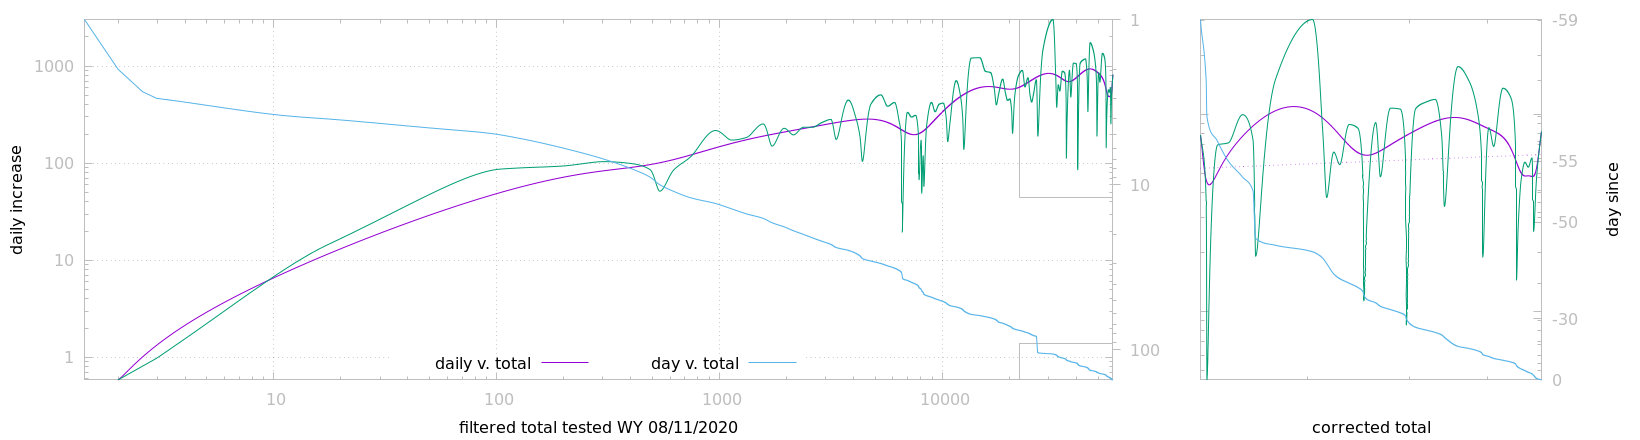 daily increase
1000
100
10
1
daily v. total
day v. total
10
100
1000
10000
filtered total tested WY 08/11/2020
1
10
100
-59
-55
-50
-30
0
day since
corrected total